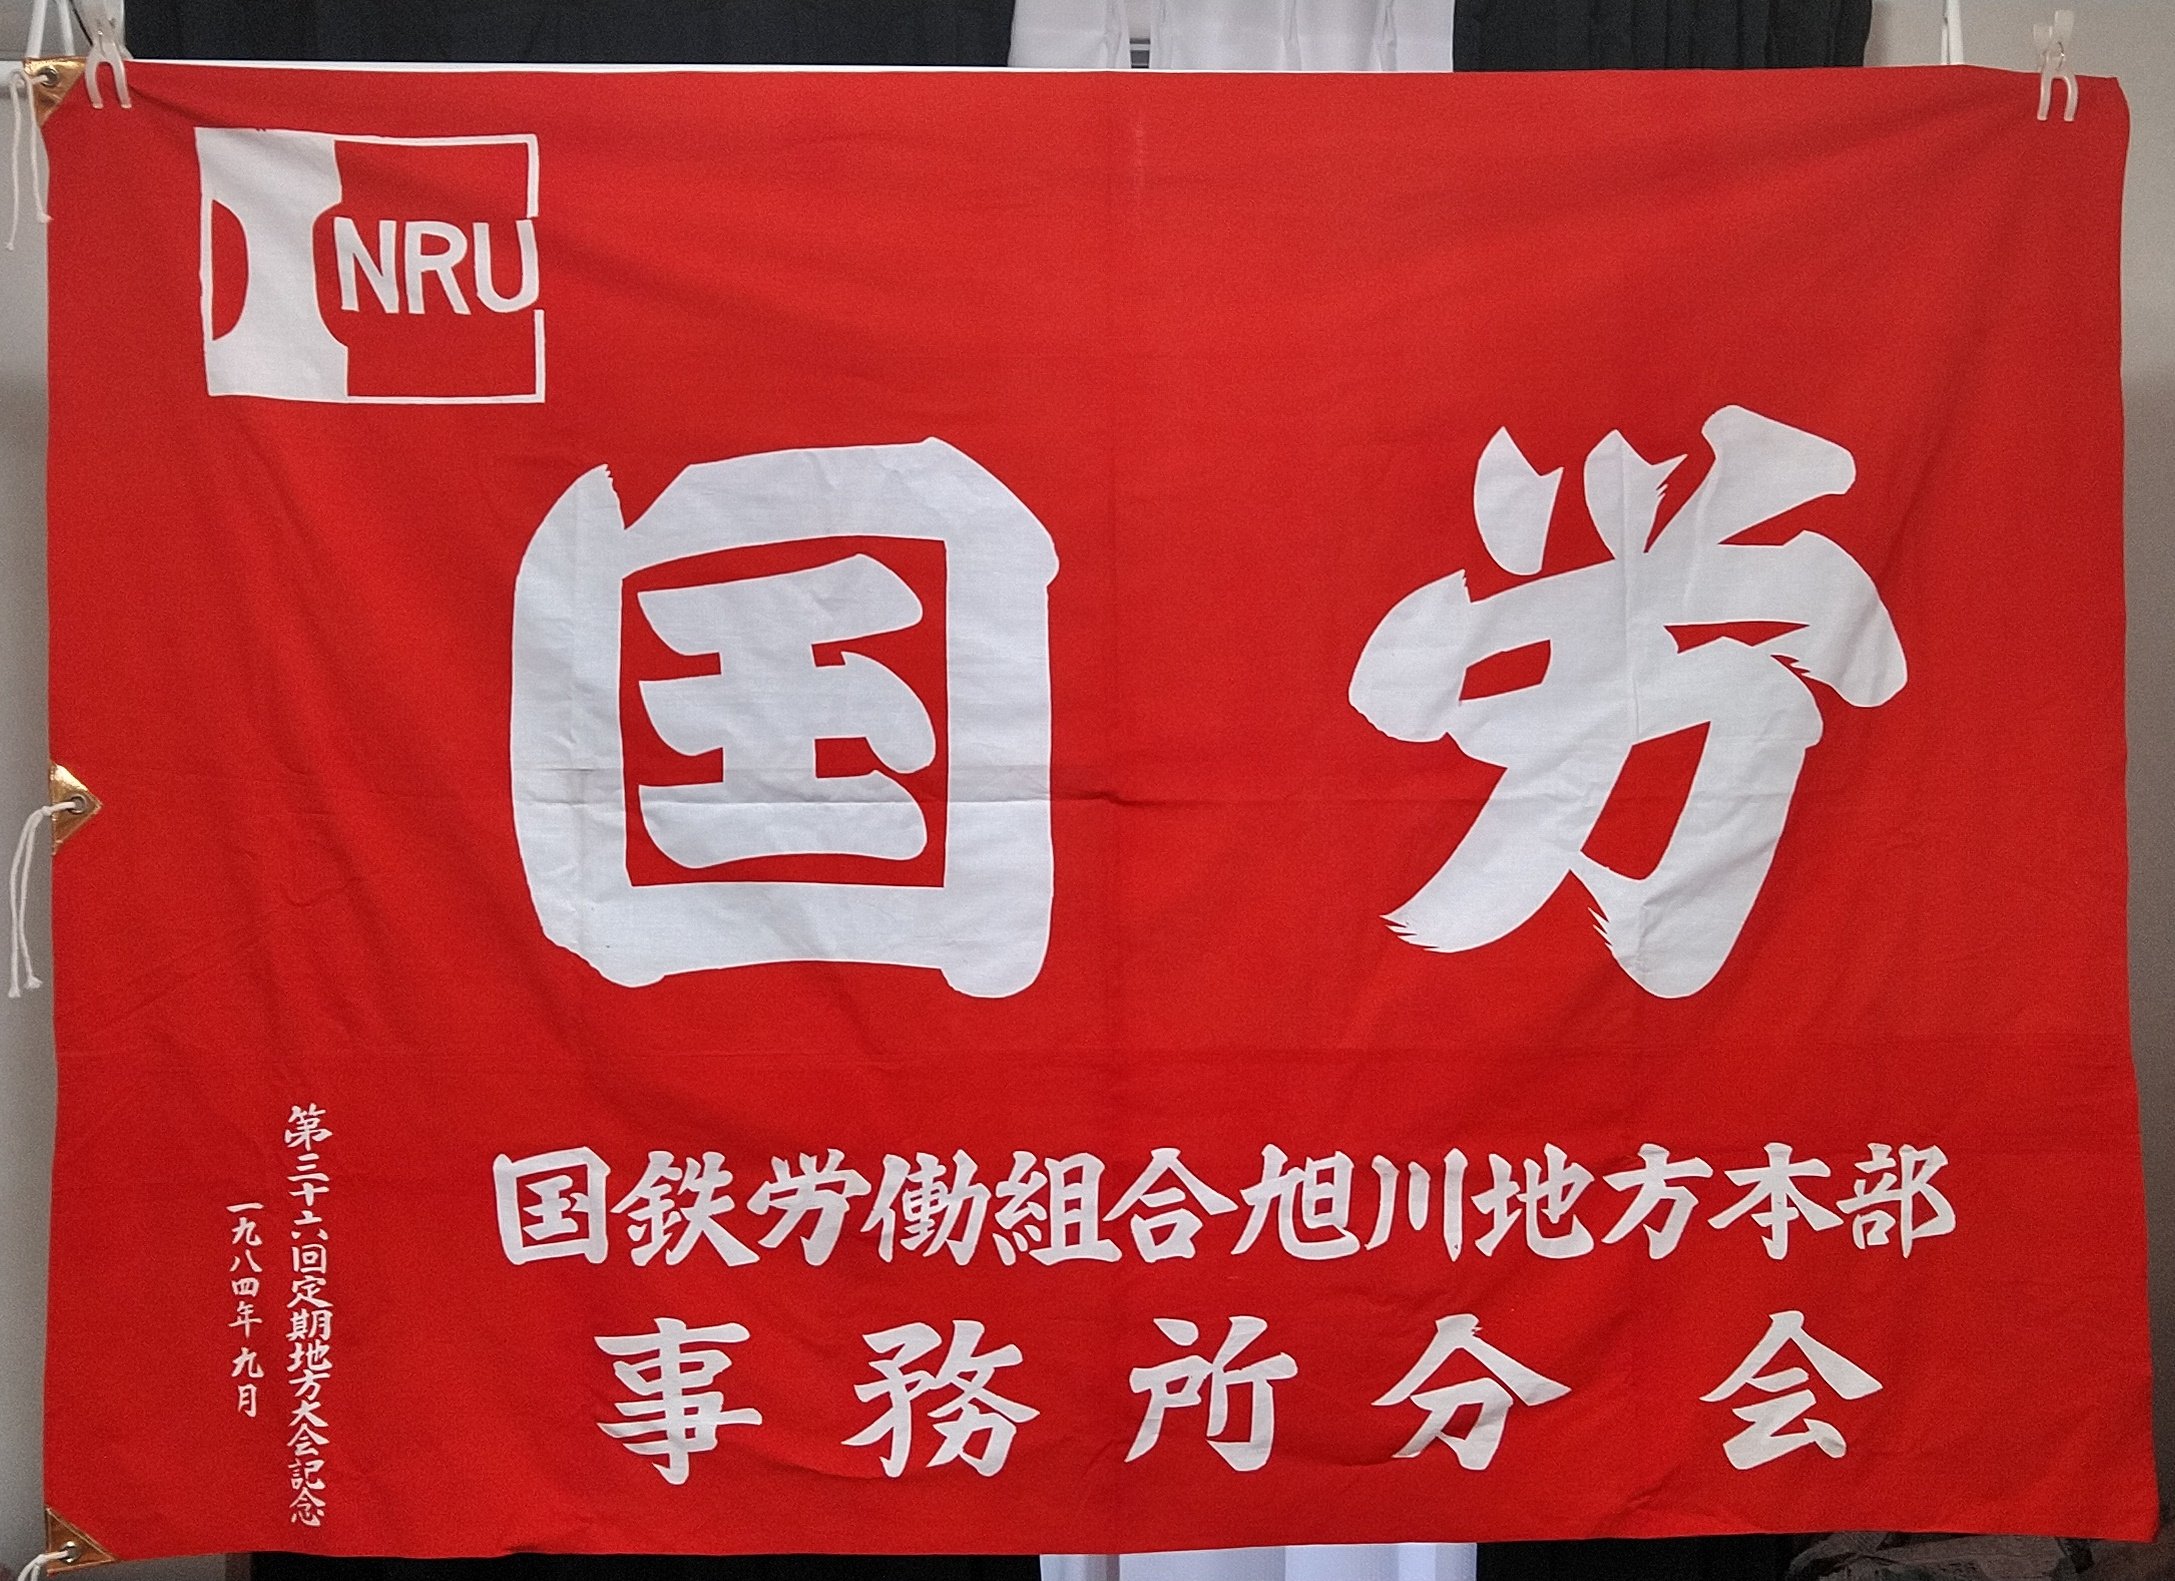 NRU
国労
国鉄労働組合旭川地方本部
事務所分会
第三十六回定期地方大会記念
一九八四年九月